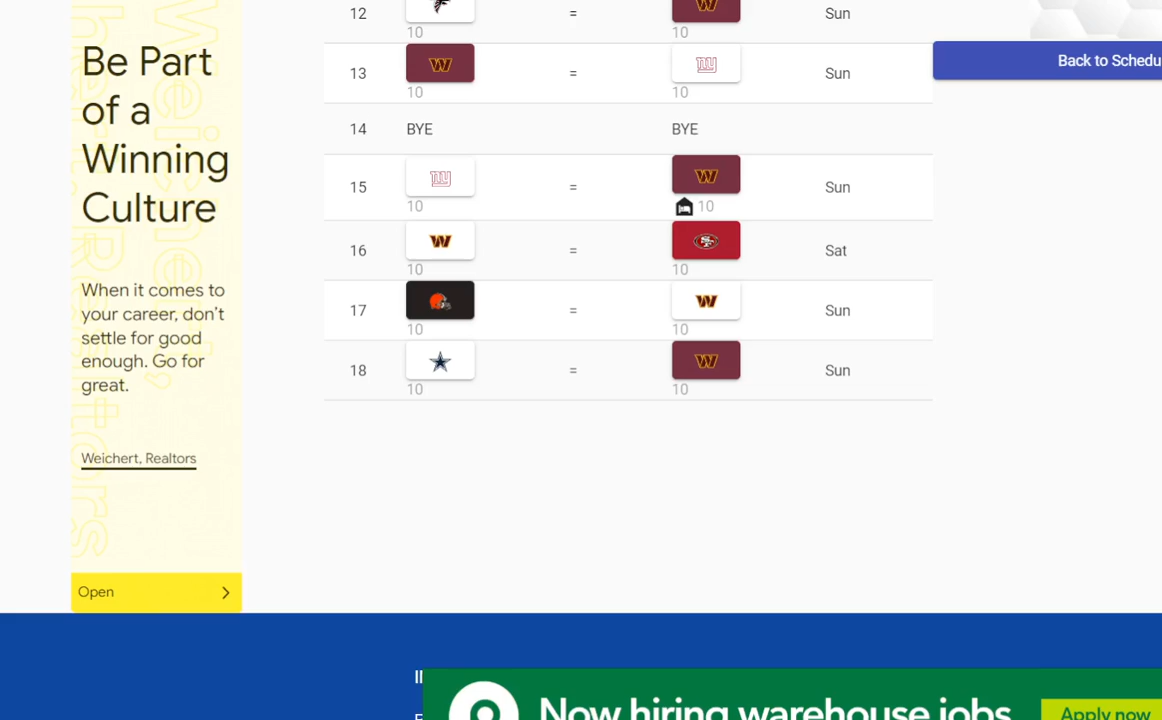 12 = Sun
10 10
13 W = ny Sun
10 10
Back to Schedu
14 BYE BYE
15 ny = W Sun
10 10
16 W = SF Sat
10 10
17 = W Sun
10 10
18 = W Sun
10 10
Be Part
of a
Winning
Culture
When it comes to
your career, don't
settle for good
enough. Go for
great.
Weichert, Realtors
Open
Now hiring warehouse jobs
Apply now